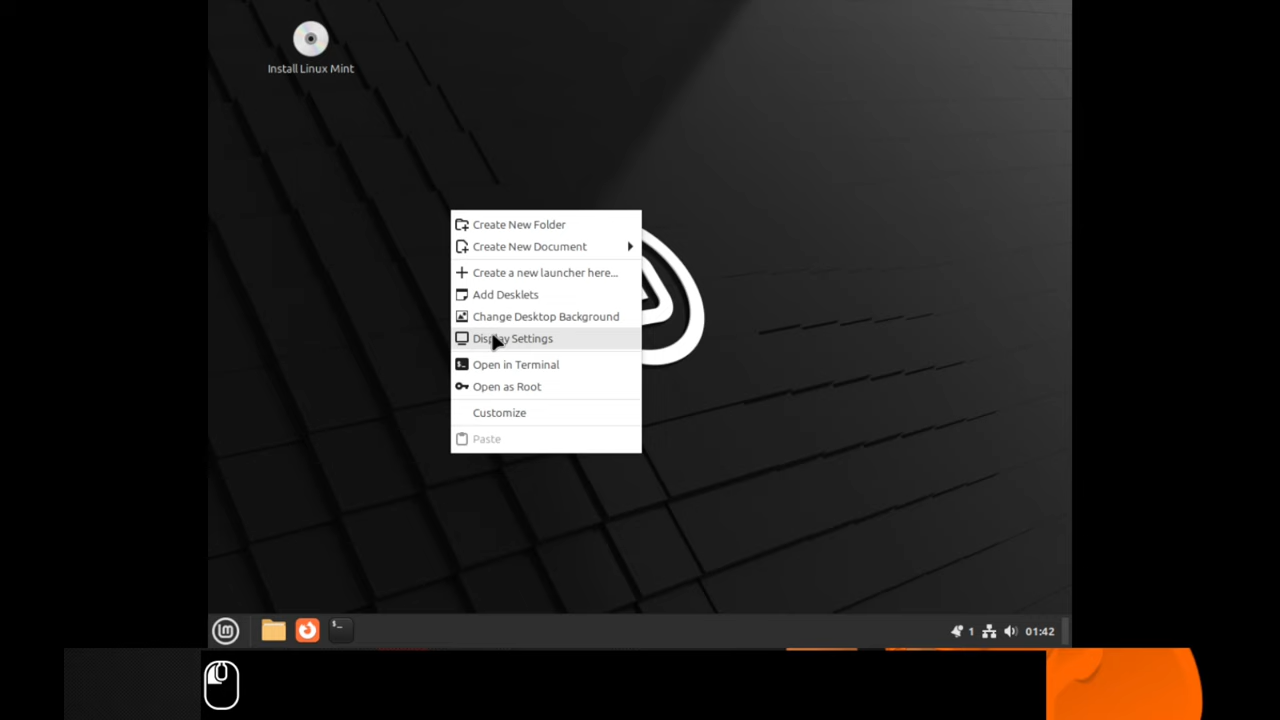 Install Linux Mint
Create New Folder
Create New Document
Create a new launcher here...
Add Desklets
Change Desktop Background
Display Settings
Open in Terminal
Open as Root
Customize
Paste
lm
$_
1
01:42